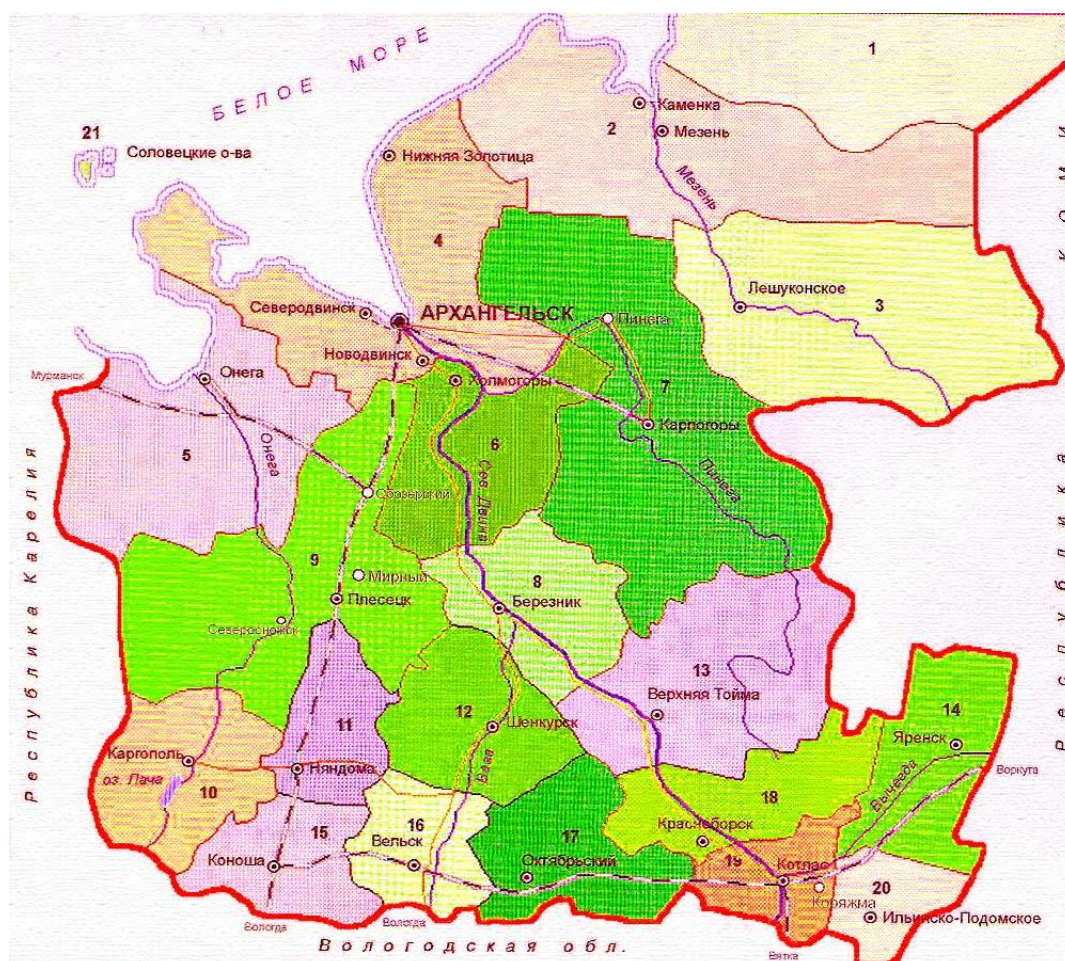 БЕЛОЕ МОРЕ
1
2
Каменка
Мезень
21
Соловецкие о-ва
Нижняя Золотица
Мезень
4
3
Лешуконское
Северодвинск
АРХАНГЕЛЬСК
Пинега
Новодвинск
Холмогоры
7
Мурманск
Онега
Карпогоры
5
Онега
6
Сев Двина
Пинега
Обозерский
9
Мирный
8
Плесецк
Березник
Североонежск
13
11
12
Верхняя Тойма
14
Шенкурск
Яренск
Каргополь
оз. Лача
Няндома
Вага
Вычегда
Воркута
10
18
15
16
17
Красноборск
Вельск
Октябрьский
19
Котлас
Коноша
Коряжма
20
Ильинско-Подомское
Вологда
Вологда
Вологодская обл.
Вятка
Республика Карелия
Республика КОМИ